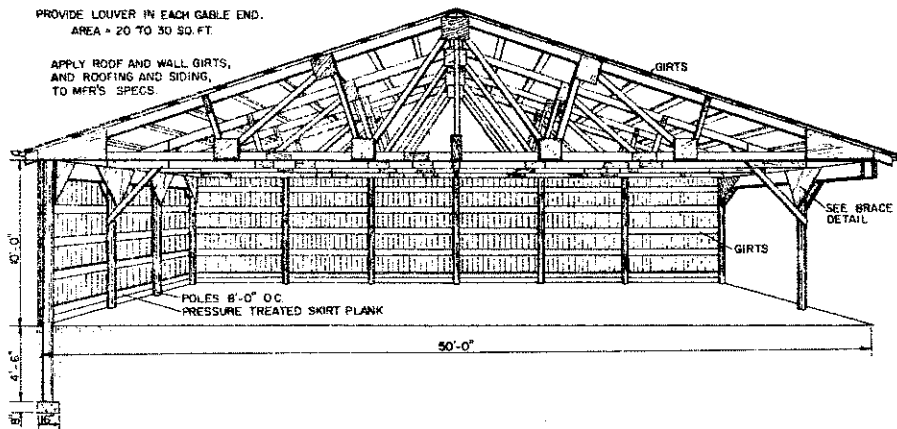 PROVIDE LOUVER IN EACH GABLE END.
AREA = 20 TO 30 SQ. FT.
APPLY ROOF AND WALL GIRTS,
AND ROOFING AND SIDING,
TO MFR'S SPECS.
GIRTS
SEE BRACE
DETAIL
GIRTS
10'-0"
POLES 8'-0" O.C.
PRESSURE TREATED SKIRT PLANK
50'-0"
4'-6"
8"